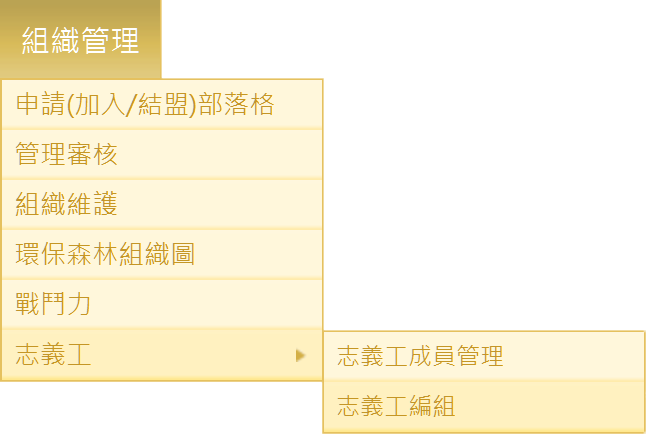 組織管理
申請(加入/結盟)部落格
管理審核
組織維護
環保森林組織圖
戰鬥力
志義工
志義工成員管理
志義工編組